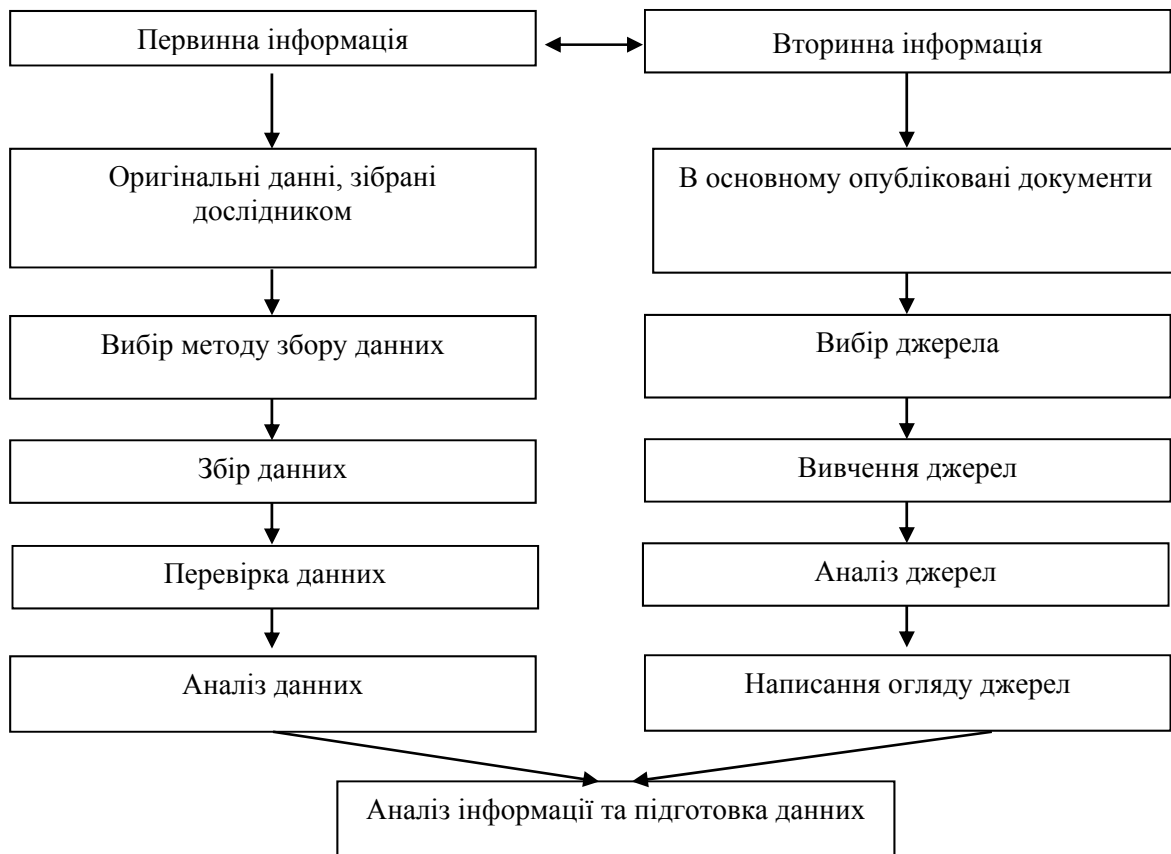 Первинна інформація
Вторинна інформація
Оригінальні данні, зібрані
дослідником
В основному опубліковані документи
Вибір методу збору данних
Вибір джерела
Збір данних
Вивчення джерел
Перевірка данних
Аналіз джерел
Аналіз данних
Написання огляду джерел
Аналіз інформації та підготовка данних